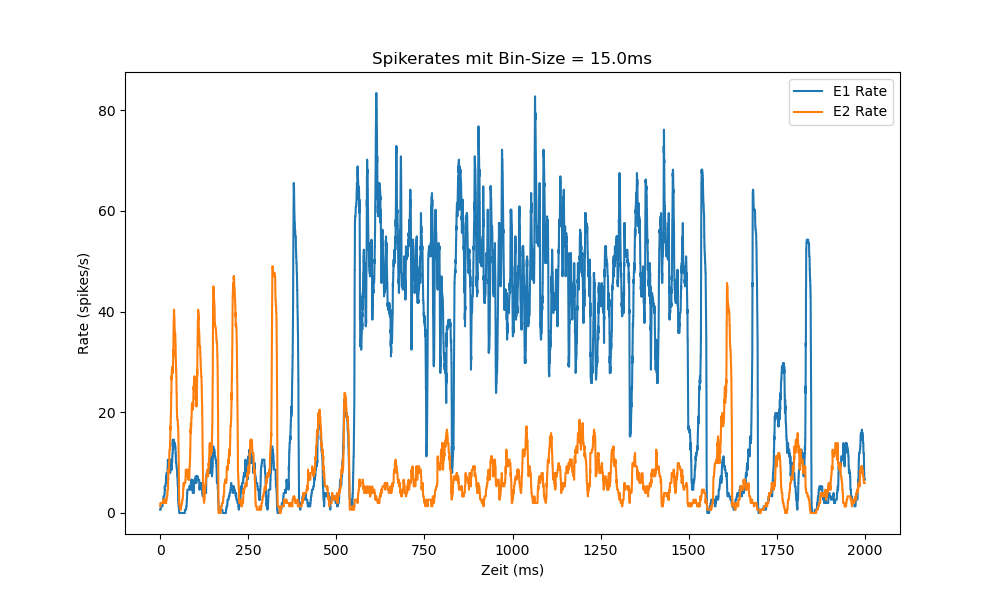 Spikerates mit Bin-Size = 15.0ms
E1 Rate
E2 Rate
Rate (spikes/s)
80
60
40
20
0
0 250 500 750 1000 1250 1500 1750 2000
Zeit (ms)